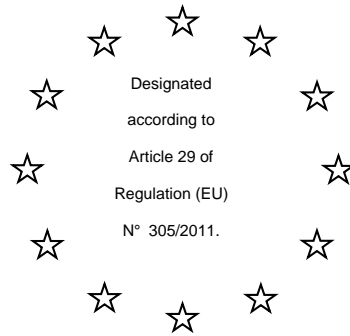 Designated
according to
Article 29 of
Regulation (EU)
N° 305/2011.